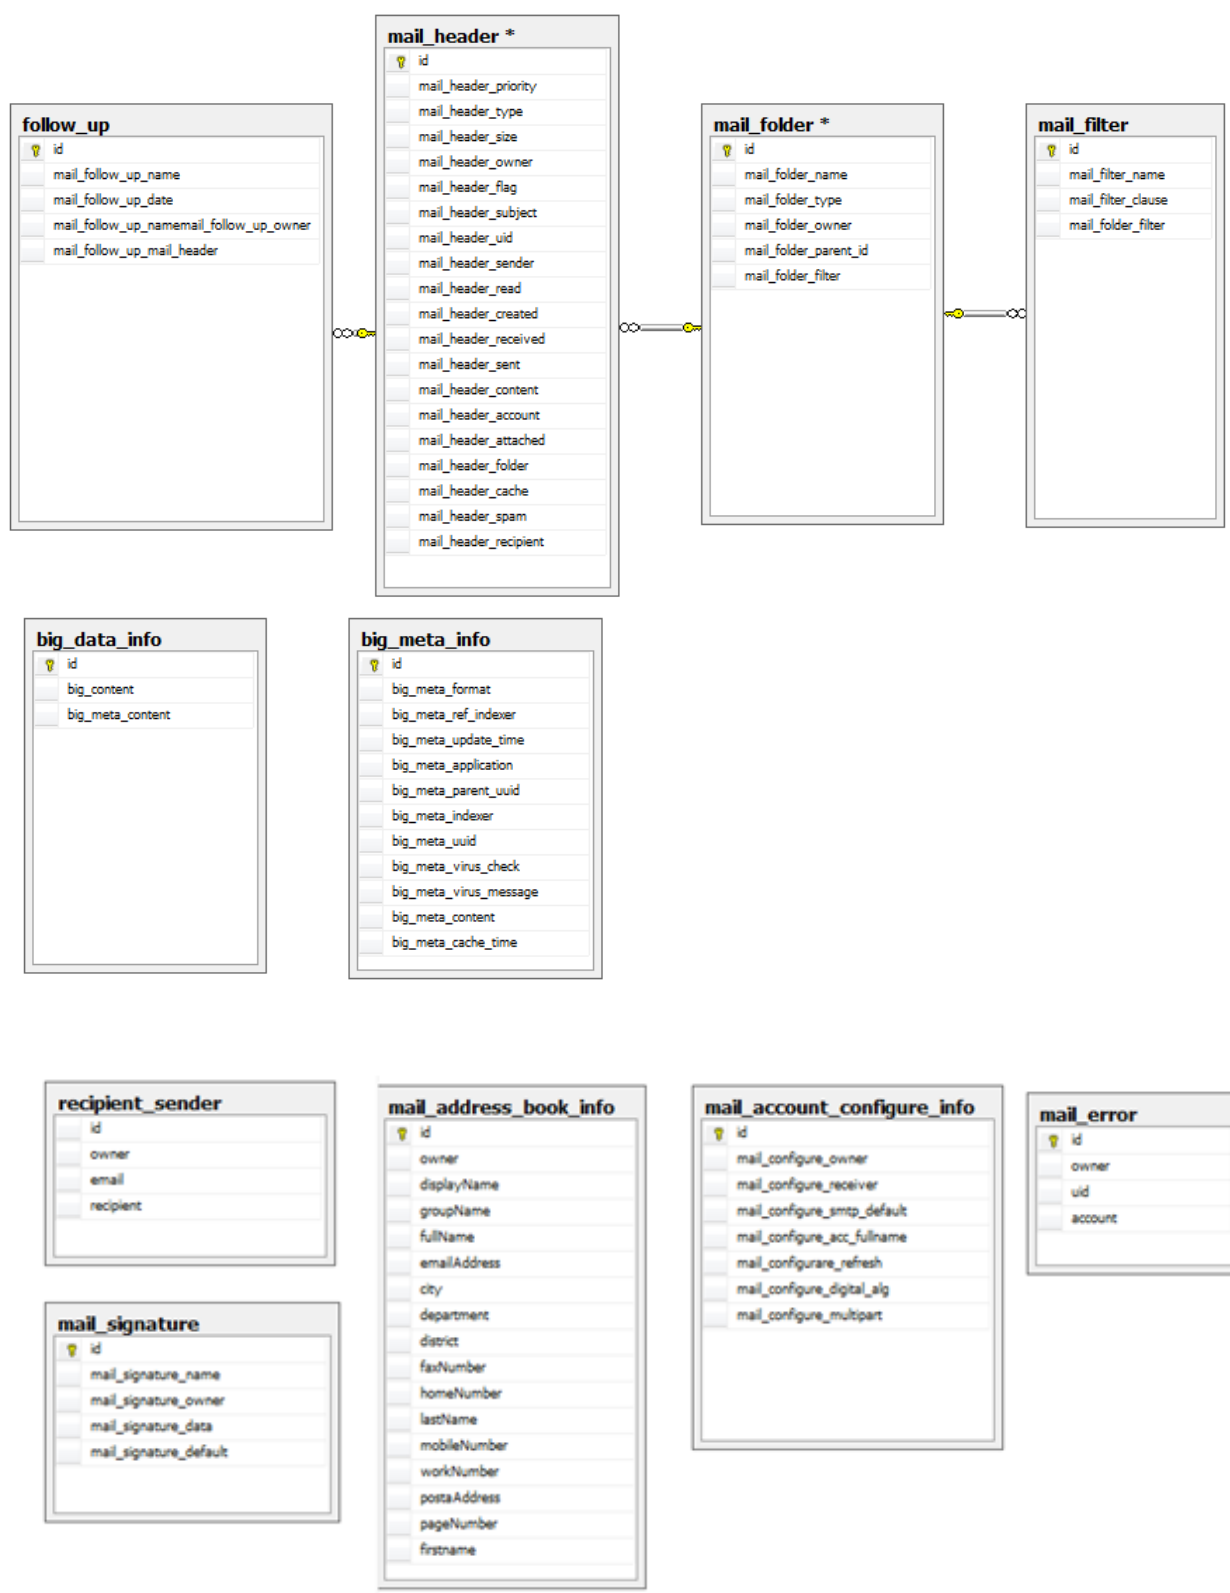 mail_header *
id
mail_header_priority
mail_header_type
mail_header_size
mail_header_owner
mail_header_flag
mail_header_subject
mail_header_uid
mail_header_sender
mail_header_read
mail_header_created
mail_header_received
mail_header_sent
mail_header_content
mail_header_account
mail_header_attached
mail_header_folder
mail_header_cache
mail_header_spam
mail_header_recipient
follow_up
id
mail_follow_up_name
mail_follow_up_date
mail_follow_up_namemail_follow_up_owner
mail_follow_up_mail_header
mail_folder *
id
mail_folder_name
mail_folder_type
mail_folder_owner
mail_folder_parent_id
mail_folder_filter
mail_filter
id
mail_filter_name
mail_filter_clause
mail_folder_filter
big_data_info
id
big_content
big_meta_content
big_meta_info
id
big_meta_format
big_meta_ref_indexer
big_meta_update_time
big_meta_application
big_meta_parent_uuid
big_meta_indexer
big_meta_uuid
big_meta_virus_check
big_meta_virus_message
big_meta_content
big_meta_cache_time
recipient_sender
id
owner
email
recipient
mail_signature
id
mail_signature_name
mail_signature_owner
mail_signature_data
mail_signature_default
mail_address_book_info
id
owner
displayName
groupName
fullName
emailAddress
city
department
district
faxNumber
homeNumber
lastName
mobileNumber
workNumber
postaAddress
pageNumber
firstname
mail_account_configure_info
id
mail_configure_owner
mail_configure_receiver
mail_configure_smtp_default
mail_configure_acc_fullname
mail_configurare_refresh
mail_configure_digital_alg
mail_configure_multipart
mail_error
id
owner
uid
account